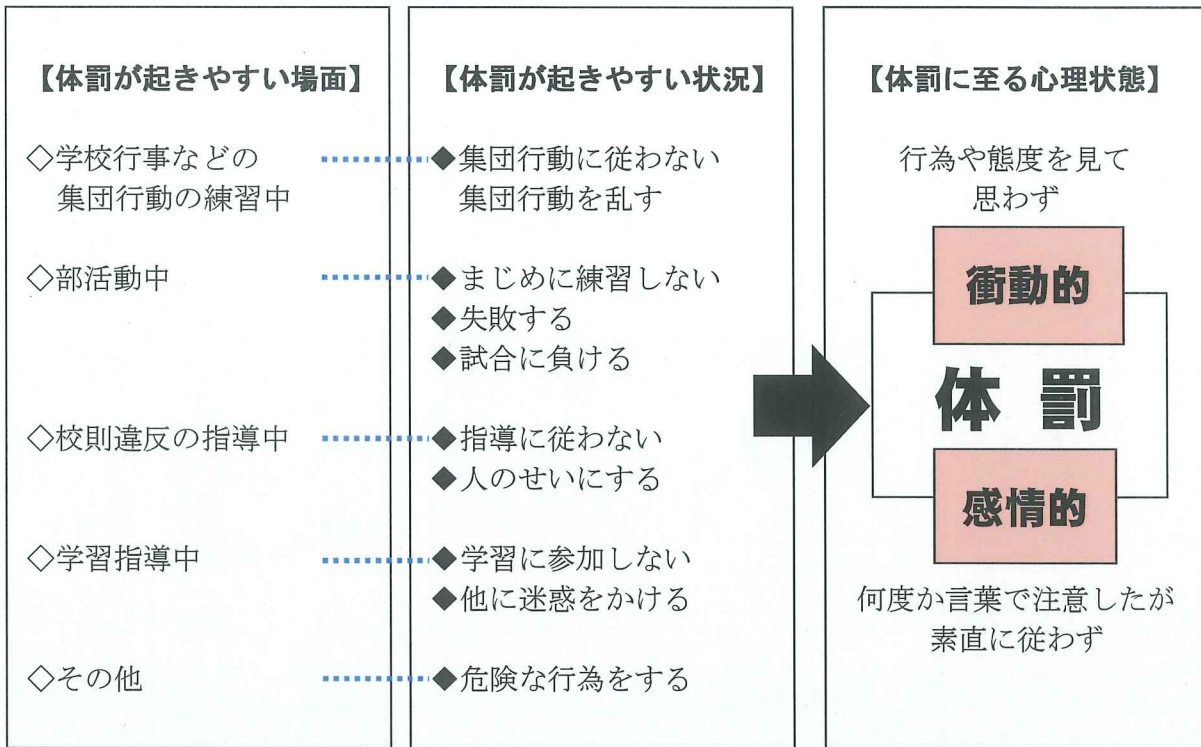 【体罰が起きやすい場面】
◇学校行事などの
集団行動の練習中
◇部活動中
◇校則違反の指導中
◇学習指導中
◇その他
【体罰が起きやすい状況】
◆集団行動に従わない
集団行動を乱す
◆まじめに練習しない
◆失敗する
◆試合に負ける
◆指導に従わない
◆人のせいにする
◆学習に参加しない
◆他に迷惑をかける
◆危険な行為をする
【体罰に至る心理状態】
行為や態度を見て
思わず
衝動的
体罰
感情的
何度か言葉で注意したが
素直に従わず